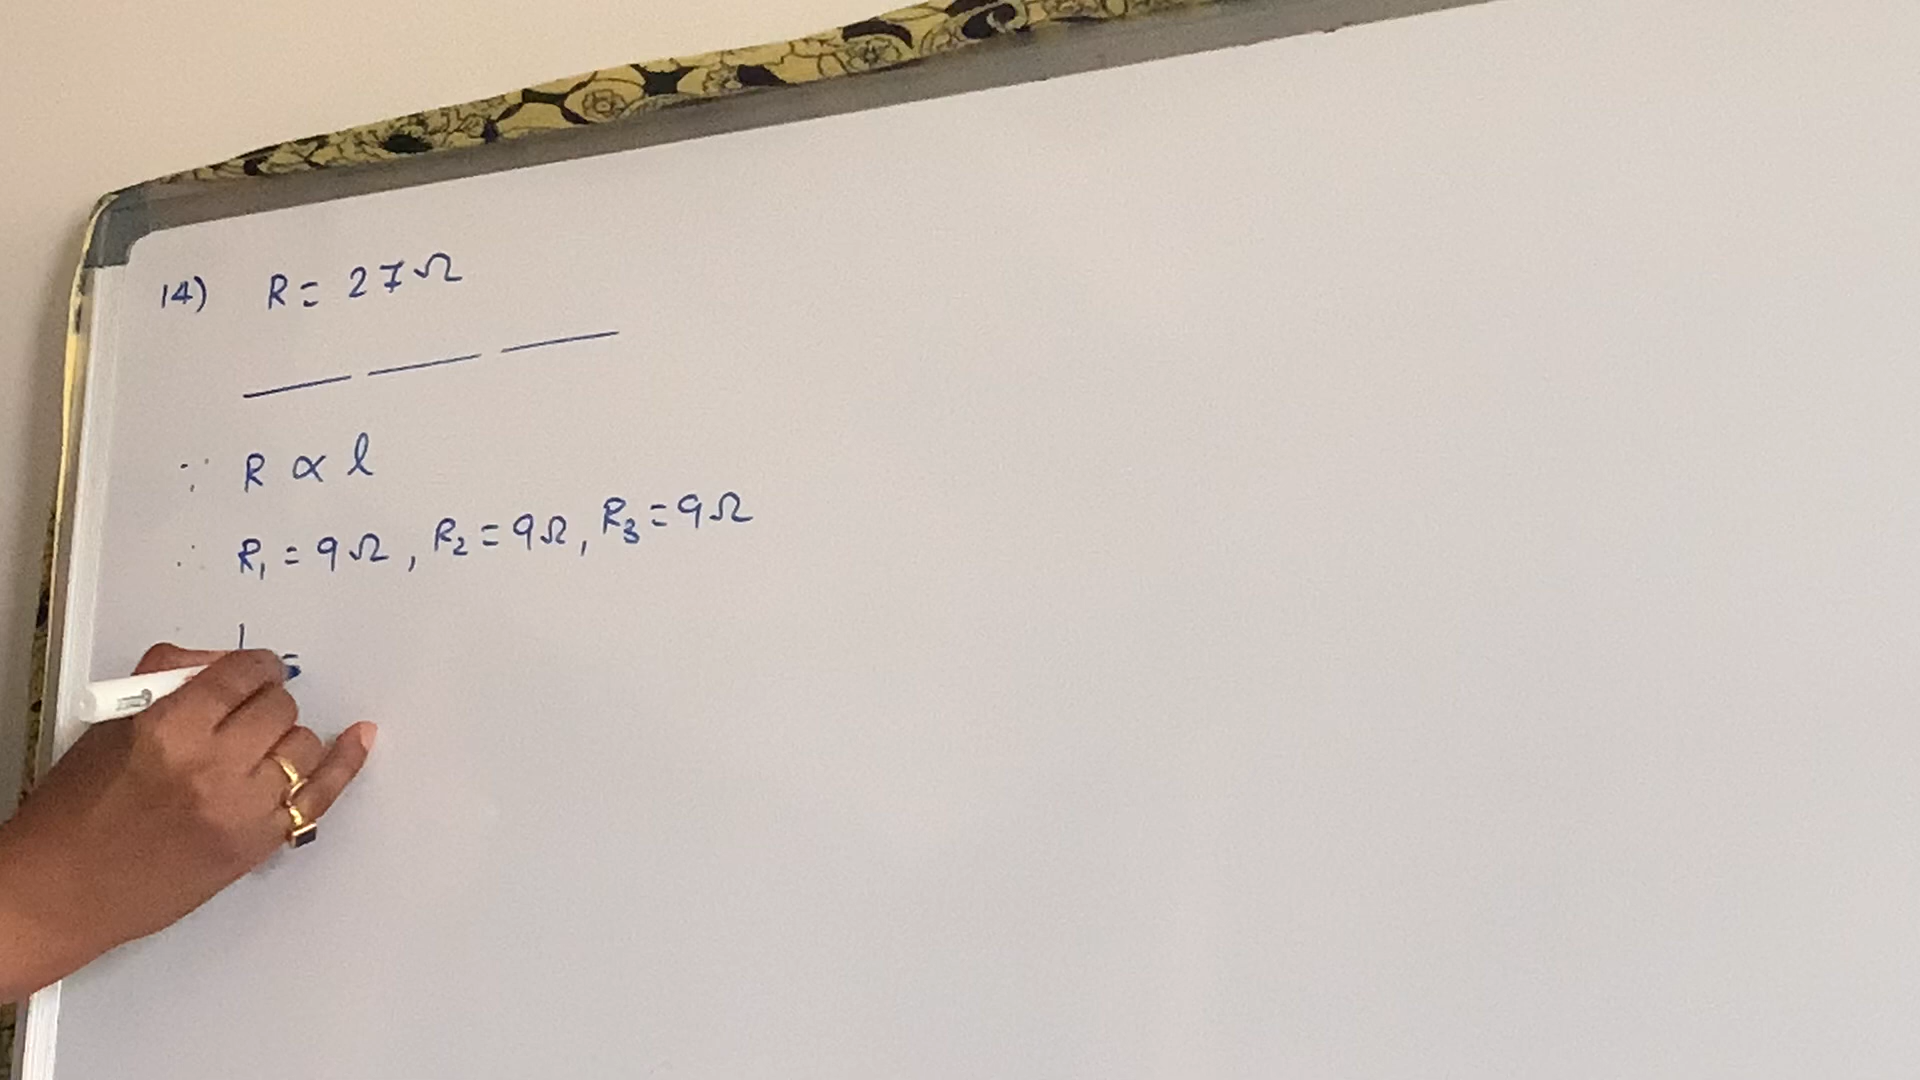 14) R = 27Ω
∵ R ∝ l
∴ R₁ = 9Ω, R₂ = 9Ω, R₃ = 9Ω